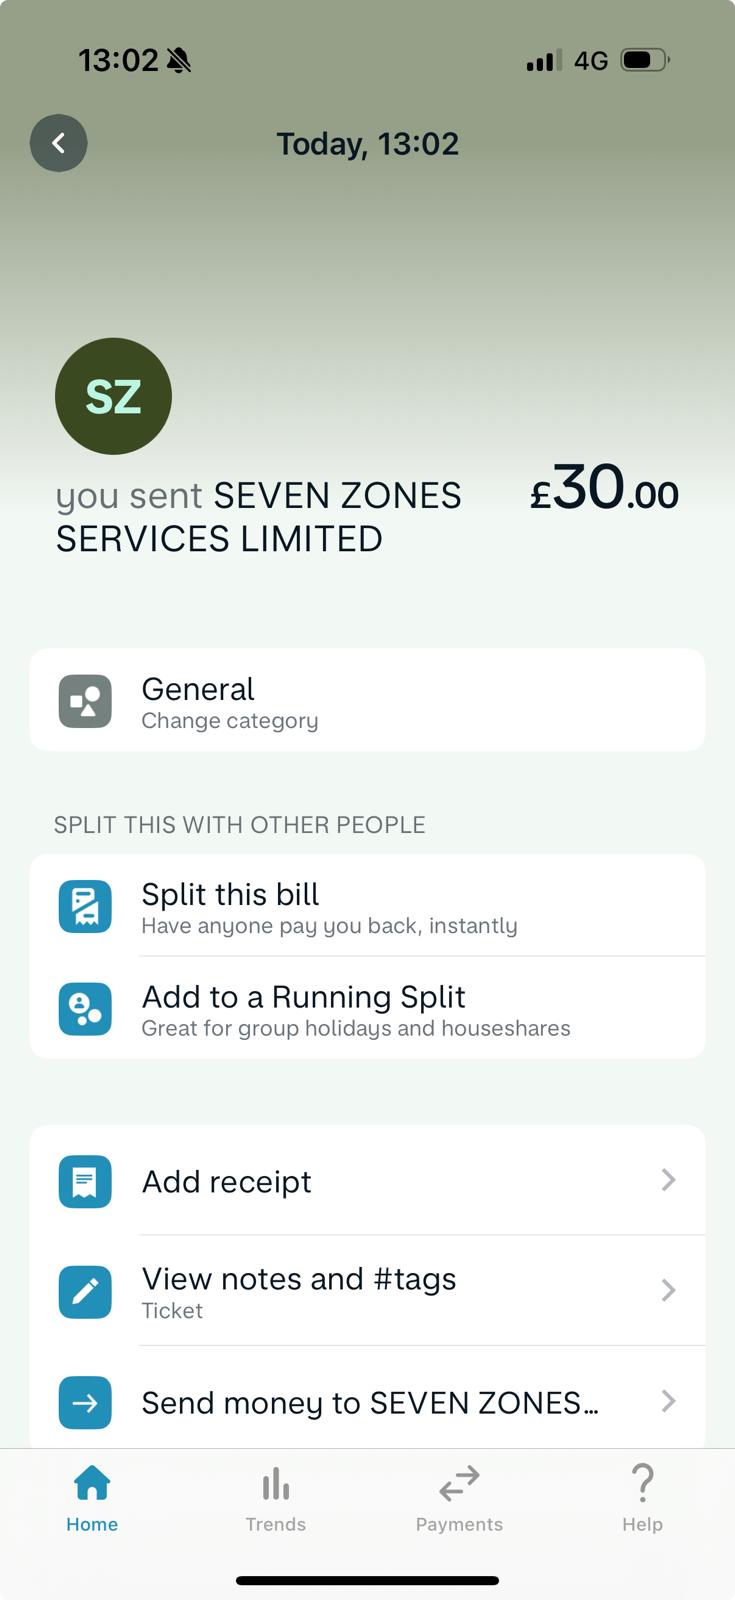 13:02
4G
Today, 13:02
SZ
you sent SEVEN ZONES
SERVICES LIMITED
£30.00
General
Change category
SPLIT THIS WITH OTHER PEOPLE
Split this bill
Have anyone pay you back, instantly
Add to a Running Split
Great for group holidays and houseshares
Add receipt
View notes and #tags
Ticket
Send money to SEVEN ZONES...
Home
Trends
Payments
Help